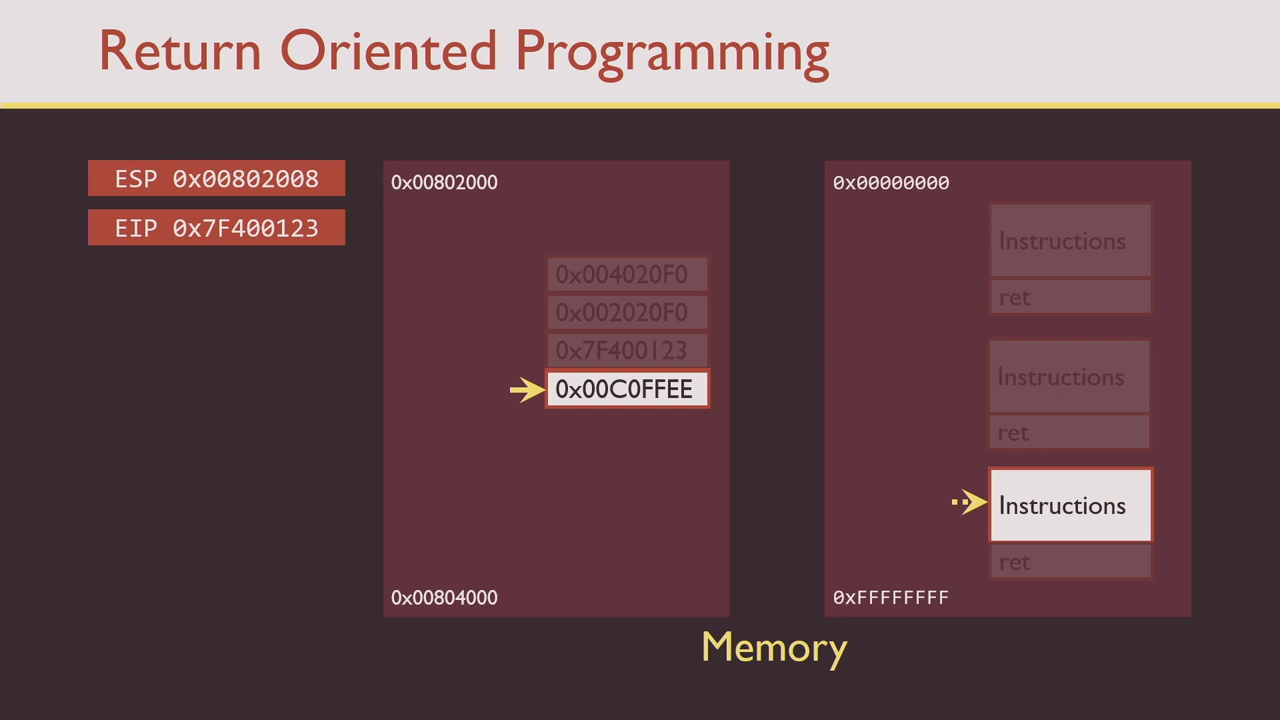 Return Oriented Programming
ESP 0x00802008
EIP 0x7F400123
0x00802000
0x004020F0
0x002020F0
0x7F400123
0x00C0FFEE
0x00804000
0x00000000
Instructions
ret
Instructions
ret
Instructions
ret
0xFFFFFFFF
Memory